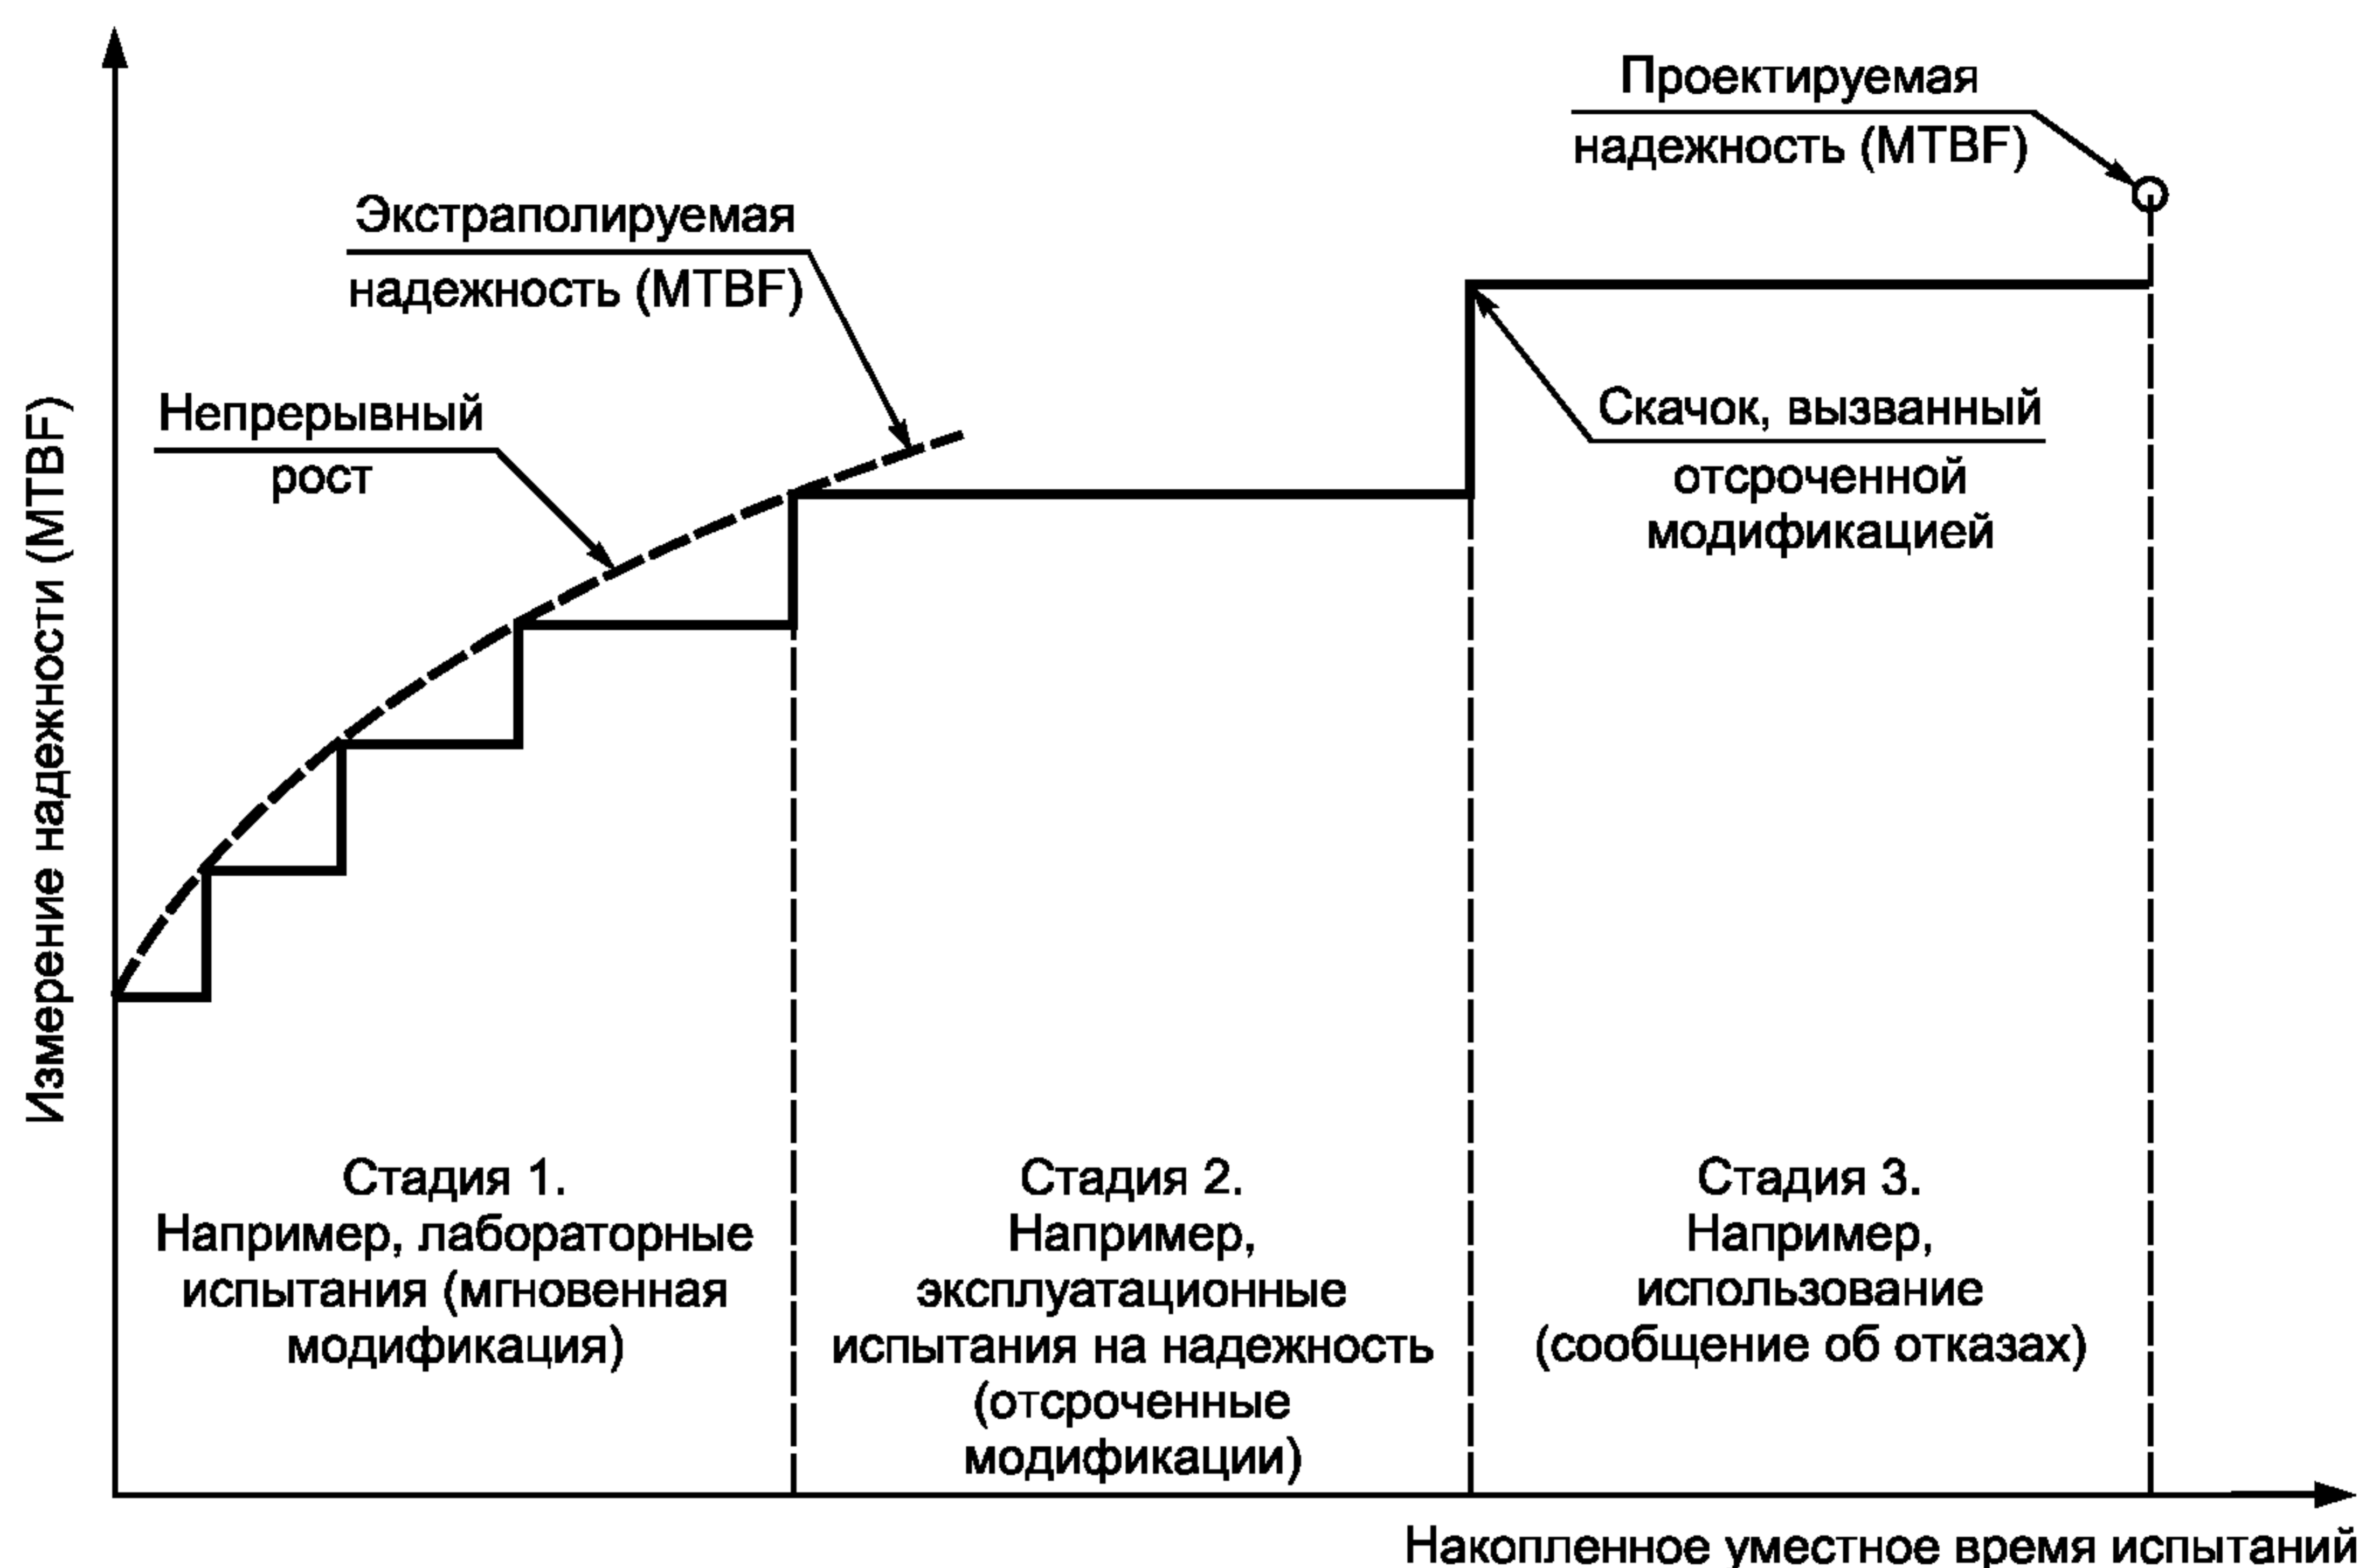 Проектируемая
надежность (MTBF)
Экстраполируемая
надежность (MTBF)
Непрерывный
рост
Скачок, вызванный
отсроченной
модификацией
Измерение надежности (MTBF)
Стадия 1.
Например, лабораторные
испытания (мгновенная
модификация)
Стадия 2.
Например,
эксплуатационные
испытания на надежность
(отсроченные
модификации)
Стадия 3.
Например,
использование
(сообщение об отказах)
Накопленное уместное время испытаний